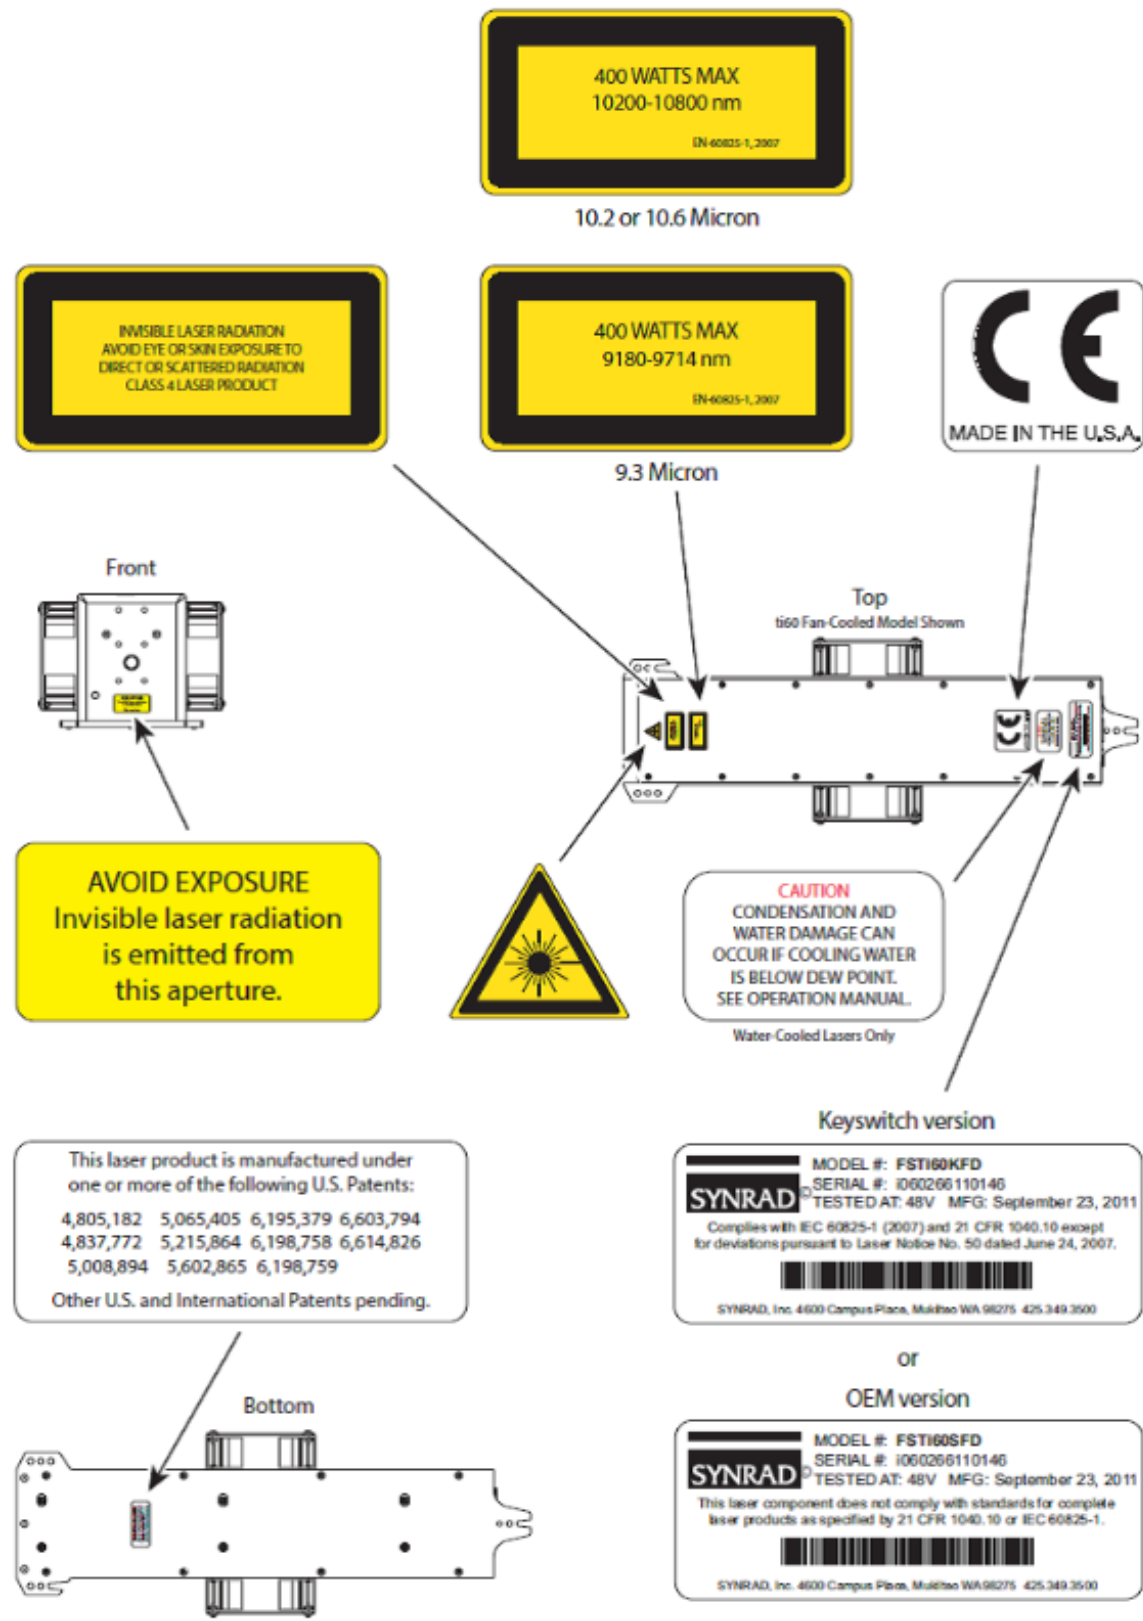 400 WATTS MAX
10200-10800 nm
EN-60825-1, 2007
10.2 or 10.6 Micron
INVISIBLE LASER RADIATION
AVOID EYE OR SKIN EXPOSURE TO
DIRECT OR SCATTERED RADIATION
CLASS 4 LASER PRODUCT
400 WATTS MAX
9180-9714 nm
EN-60825-1, 2007
9.3 Micron
CE
MADE IN THE U.S.A.
Front
Top
ti60 Fan-Cooled Model Shown
CE
AVOID EXPOSURE
Invisible laser radiation
is emitted from
this aperture.
CAUTION
CONDENSATION AND
WATER DAMAGE CAN
OCCUR IF COOLING WATER
IS BELOW DEW POINT.
SEE OPERATION MANUAL.
Water-Cooled Lasers Only
This laser product is manufactured under
one or more of the following U.S. Patents:
4,805,182 5,065,405 6,195,379 6,603,794
4,837,772 5,215,864 6,198,758 6,614,826
5,008,894 5,602,865 6,198,759
Other U.S. and International Patents pending.
Keyswitch version
SYNRAD
MODEL #: FSTI60KFD
SERIAL #: i060266110146
TESTED AT: 48V MFG: September 23, 2011
Complies with IEC 60825-1 (2007) and 21 CFR 1040.10 except
for deviations pursuant to Laser Notice No. 50 dated June 24, 2007.
SYNRAD, Inc. 4600 Campus Place, Mukilteo WA 98275 425.349.3500
or
OEM version
SYNRAD
MODEL #: FSTI60SFD
SERIAL #: i060266110146
TESTED AT: 48V MFG: September 23, 2011
This laser component does not comply with standards for complete
laser products as specified by 21 CFR 1040.10 or IEC 60825-1.
SYNRAD, Inc. 4600 Campus Place, Mukilteo WA 98275 425.349.3500
Bottom